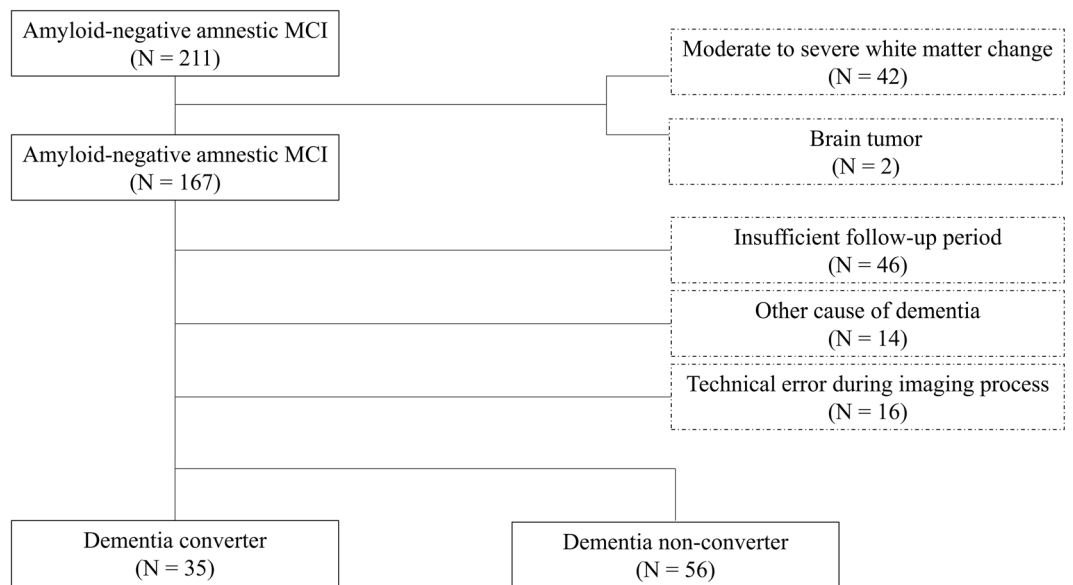 Amyloid-negative amnestic MCI
(N = 211)
Moderate to severe white matter change
(N = 42)
Brain tumor
(N = 2)
Amyloid-negative amnestic MCI
(N = 167)
Insufficient follow-up period
(N = 46)
Other cause of dementia
(N = 14)
Technical error during imaging process
(N = 16)
Dementia converter
(N = 35)
Dementia non-converter
(N = 56)